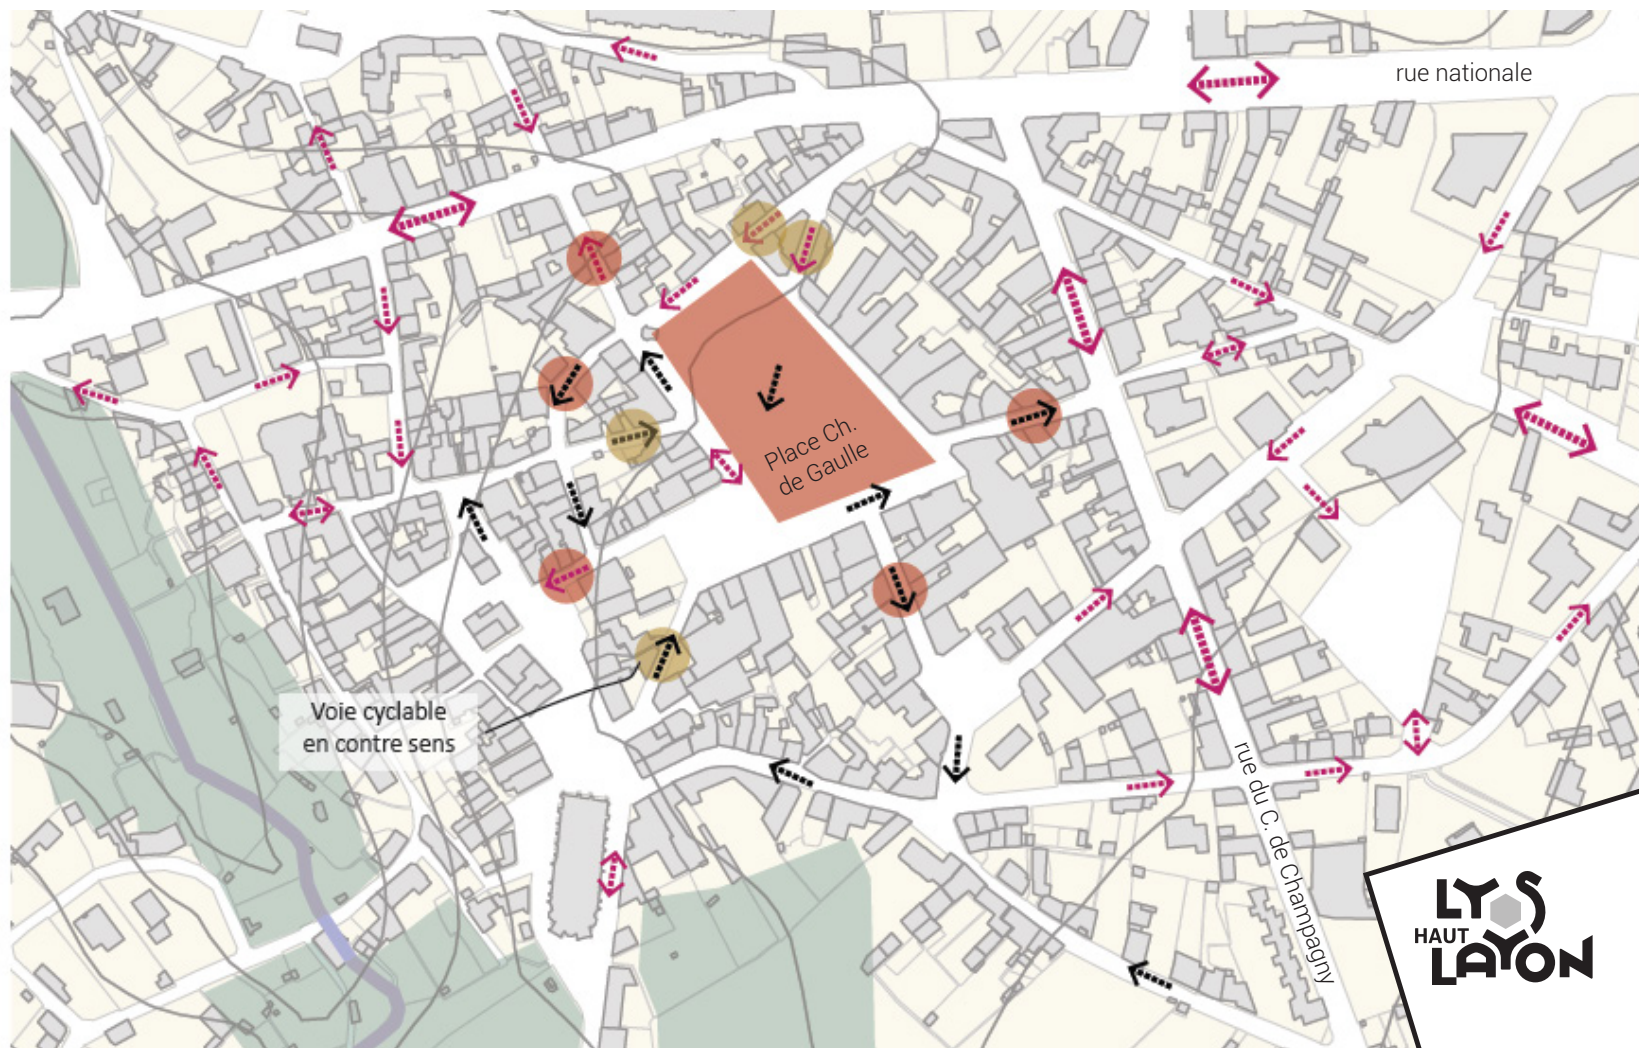 rue nationale
Place Ch.
de Gaulle
Voie cyclable
en contre sens
rue du C. de Champagny
LYS
HAUT
LAYON